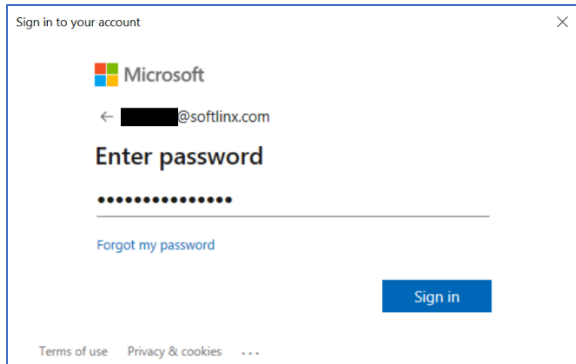 Sign in to your account
Microsoft
@softlinx.com
Enter password
Forgot my password
Sign in
Terms of use Privacy & cookies ...